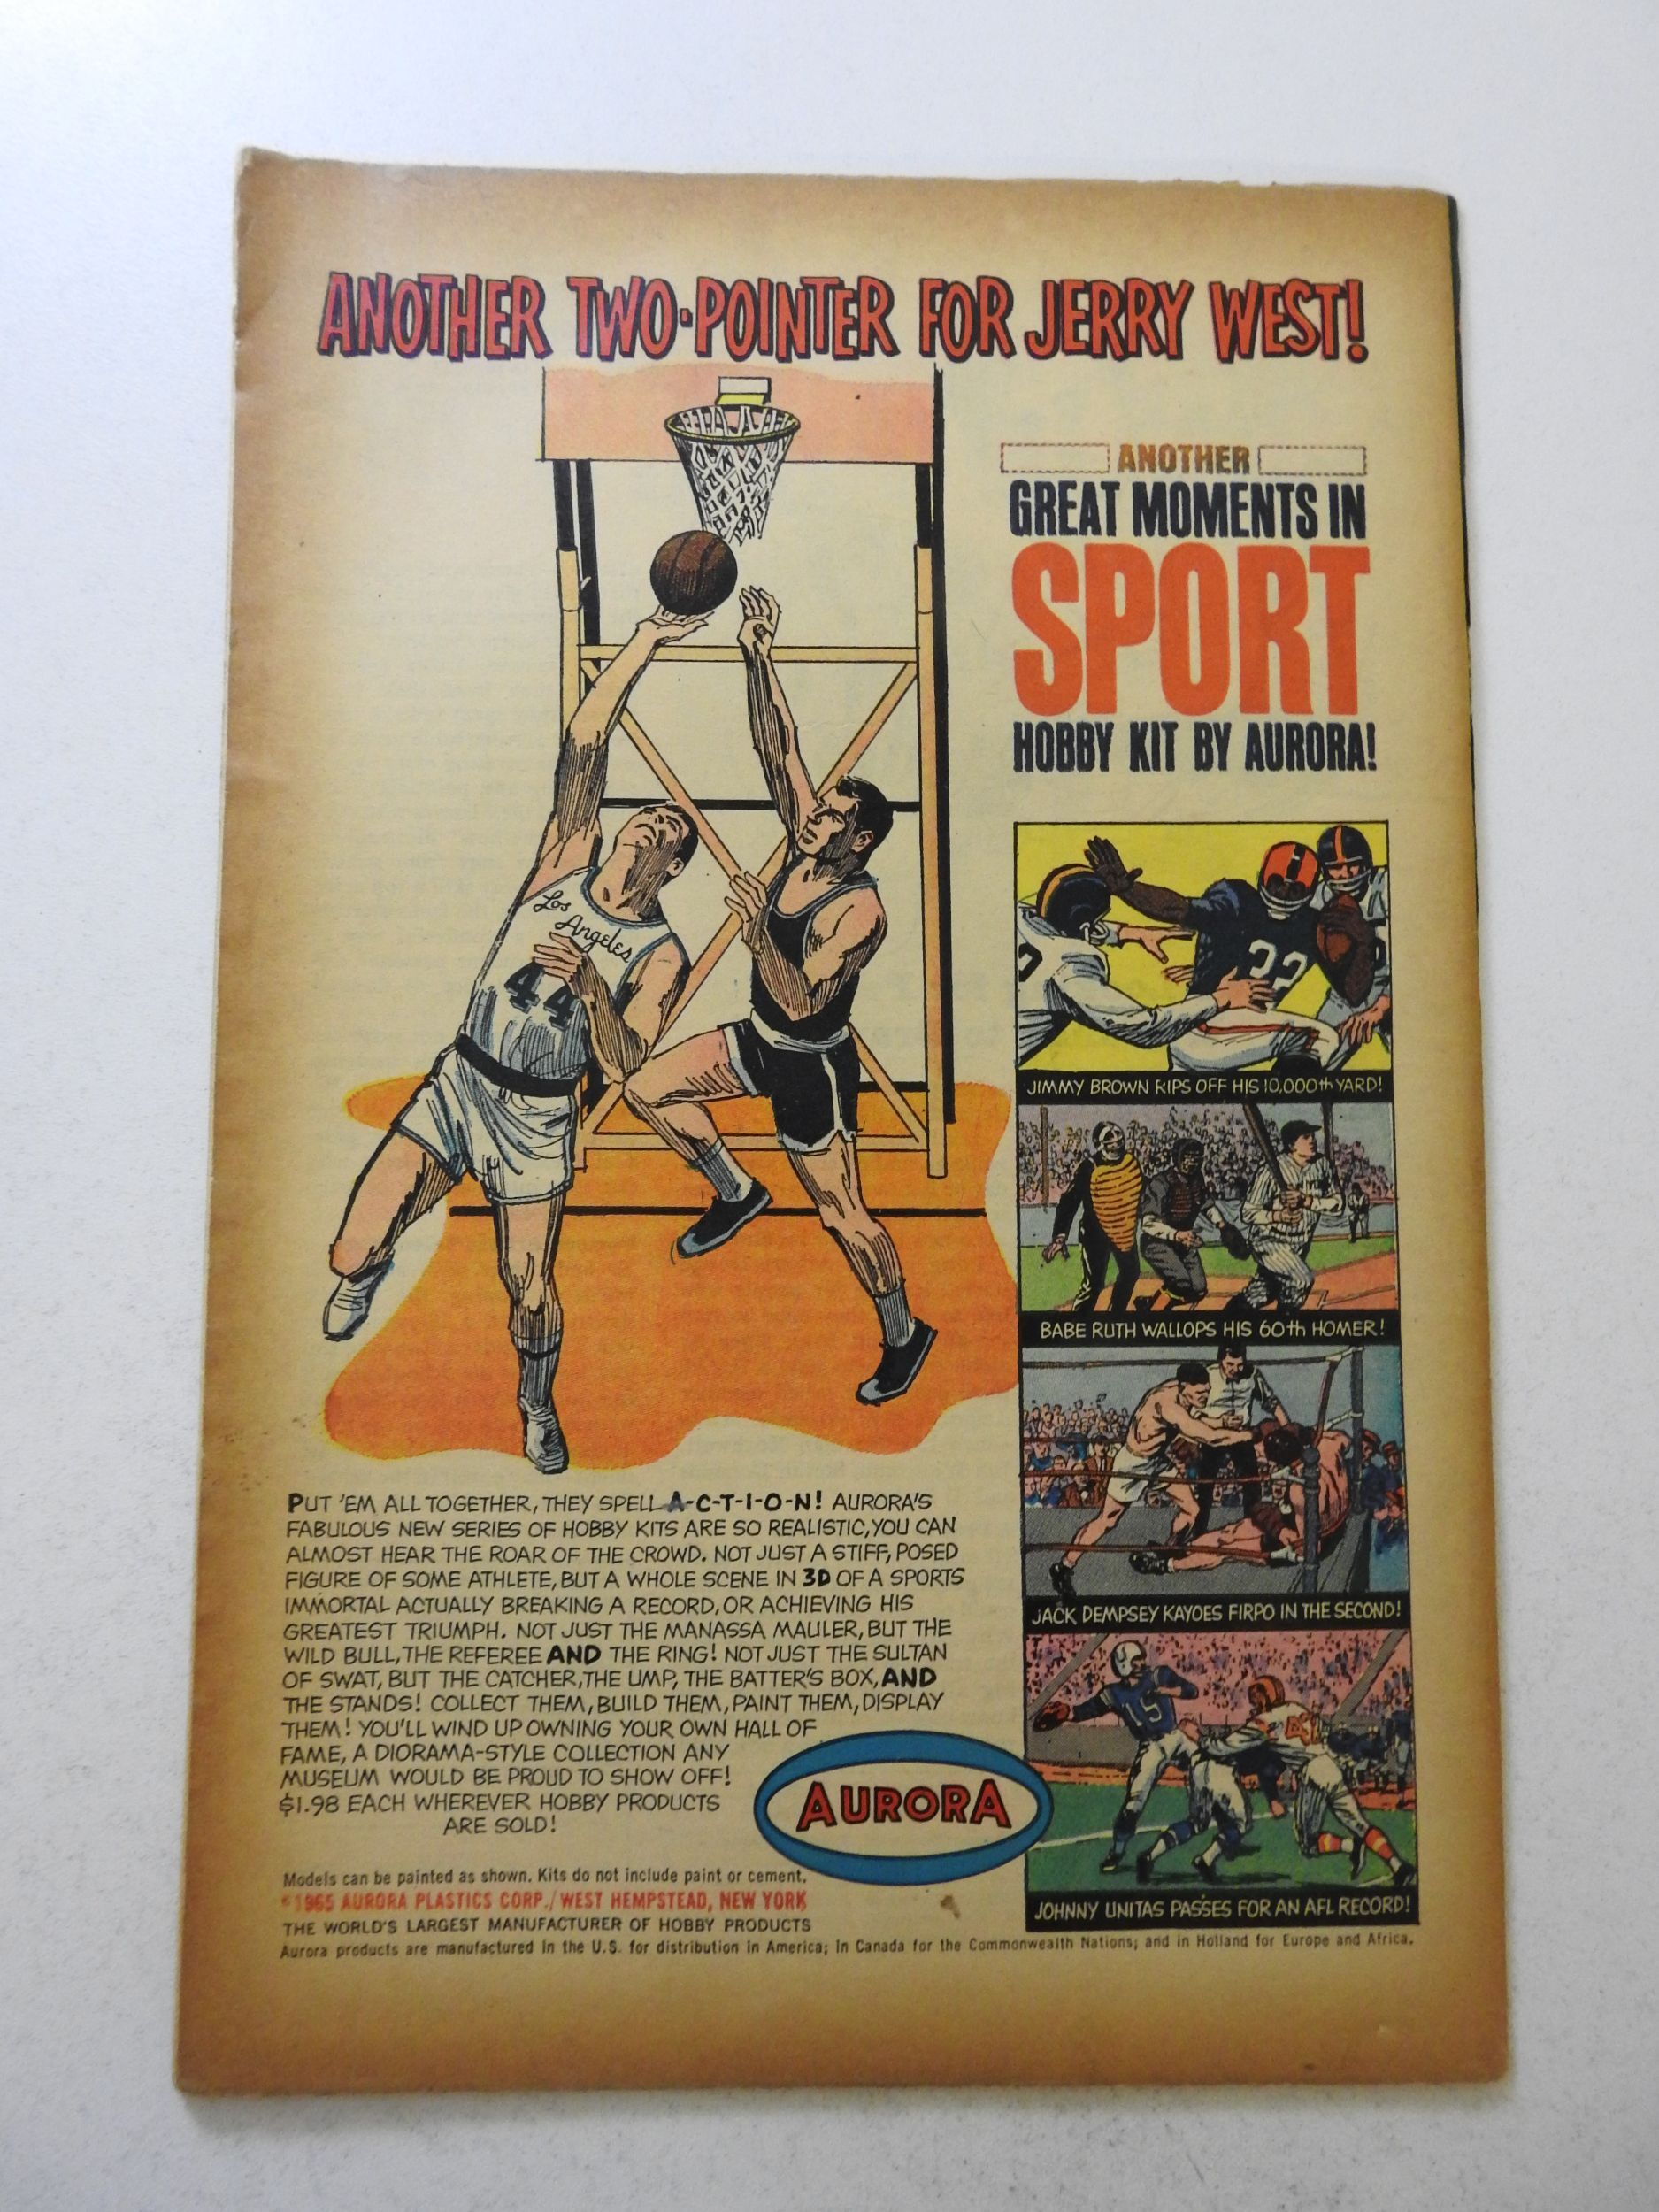 ANOTHER TWO-POINTER FOR JERRY WEST!
ANOTHER
GREAT MOMENTS IN
SPORT
HOBBY KIT BY AURORA!
Los
Angeles
44
32
JIMMY BROWN RIPS OFF HIS 10,000th YARD!
BABE RUTH WALLOPS HIS 60th HOMER!
JACK DEMPSEY KAYOES FIRPO IN THE SECOND!
15
JOHNNY UNITAS PASSES FOR AN AFL RECORD!
PUT 'EM ALL TOGETHER, THEY SPELL A-C-T-I-O-N! AURORA'S
FABULOUS NEW SERIES OF HOBBY KITS ARE SO REALISTIC, YOU CAN
ALMOST HEAR THE ROAR OF THE CROWD. NOT JUST A STIFF, POSED
FIGURE OF SOME ATHLETE, BUT A WHOLE SCENE IN 3D OF A SPORTS
IMMORTAL ACTUALLY BREAKING A RECORD, OR ACHIEVING HIS
GREATEST TRIUMPH. NOT JUST THE MANASSA MAULER, BUT THE
WILD BULL, THE REFEREE AND THE RING! NOT JUST THE SULTAN
OF SWAT, BUT THE CATCHER, THE UMP, THE BATTER'S BOX, AND
THE STANDS! COLLECT THEM, BUILD THEM, PAINT THEM, DISPLAY
THEM! YOU'LL WIND UP OWNING YOUR OWN HALL OF
FAME, A DIORAMA-STYLE COLLECTION ANY
MUSEUM WOULD BE PROUD TO SHOW OFF!
$1.98 EACH WHEREVER HOBBY PRODUCTS
ARE SOLD!
AURORA
Models can be painted as shown. Kits do not include paint or cement.
©1965 AURORA PLASTICS CORP./WEST HEMPSTEAD, NEW YORK
THE WORLD'S LARGEST MANUFACTURER OF HOBBY PRODUCTS
Aurora products are manufactured in the U.S. for distribution in America; in Canada for the Commonwealth Nations; and in Holland for Europe and Africa.